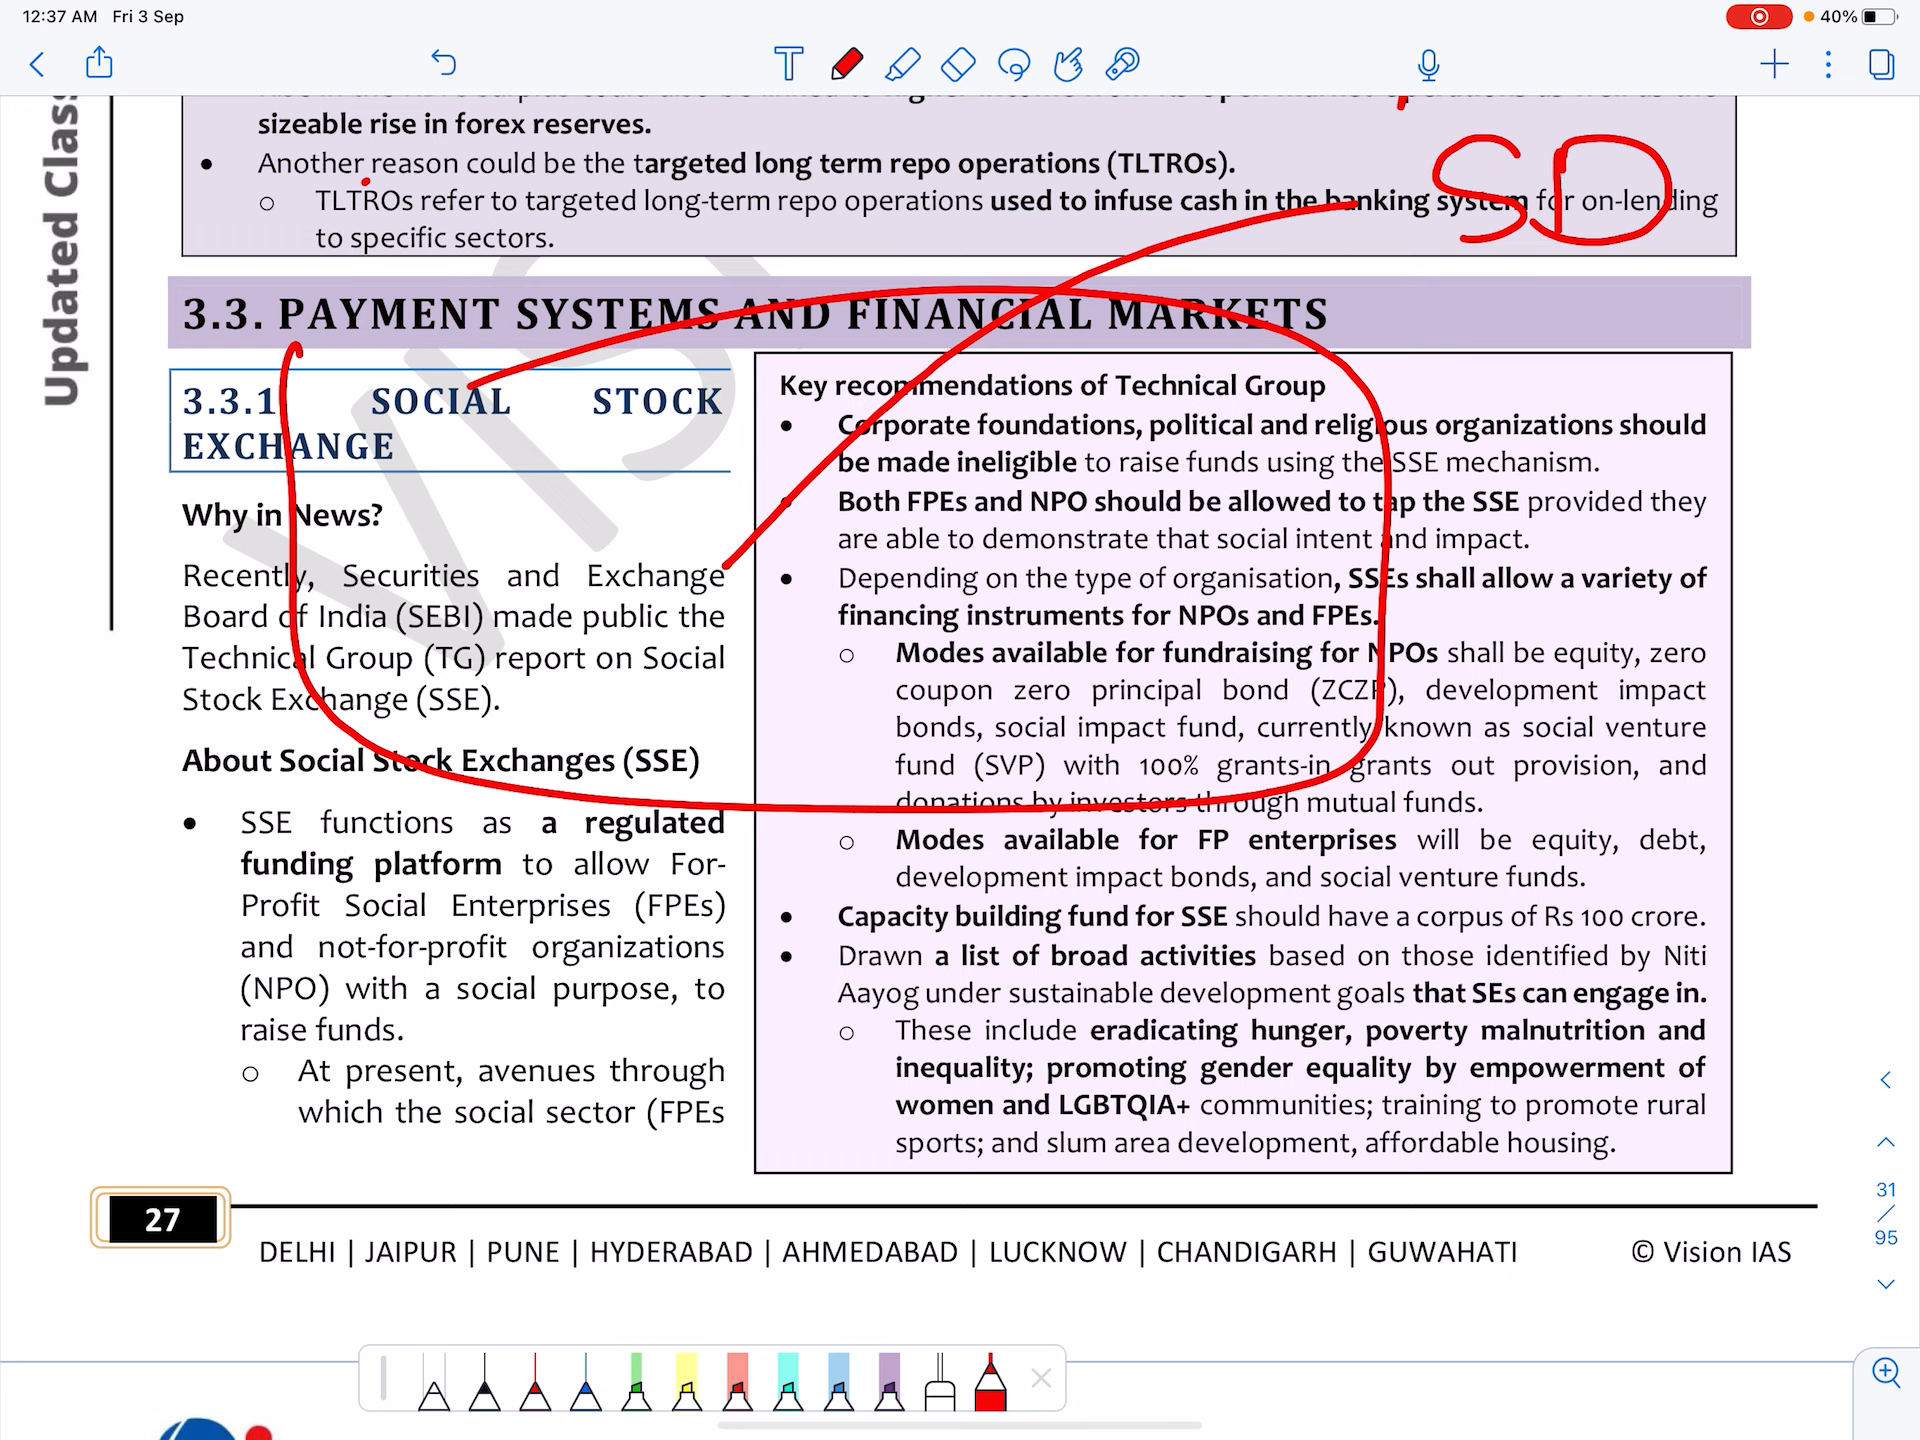 12:37 AM Fri 3 Sep
40%
SD
sizeable rise in forex reserves.
• Another reason could be the targeted long term repo operations (TLTROs).
o TLTROs refer to targeted long-term repo operations used to infuse cash in the banking system for on-lending
to specific sectors.
Updated Clas
3.3. PAYMENT SYSTEMS AND FINANCIAL MARKETS
3.3.1 SOCIAL STOCK
EXCHANGE
Why in News?
Recently, Securities and Exchange
Board of India (SEBI) made public the
Technical Group (TG) report on Social
Stock Exchange (SSE).
About Social Stock Exchanges (SSE)
• SSE functions as a regulated
funding platform to allow For-
Profit Social Enterprises (FPEs)
and not-for-profit organizations
(NPO) with a social purpose, to
raise funds.
o At present, avenues through
which the social sector (FPEs
Key recommendations of Technical Group
• Corporate foundations, political and religious organizations should
be made ineligible to raise funds using the SSE mechanism.
• Both FPEs and NPO should be allowed to tap the SSE provided they
are able to demonstrate that social intent and impact.
• Depending on the type of organisation, SSEs shall allow a variety of
financing instruments for NPOs and FPEs.
o Modes available for fundraising for NPOs shall be equity, zero
coupon zero principal bond (ZCZP), development impact
bonds, social impact fund, currently known as social venture
fund (SVP) with 100% grants-in grants out provision, and
donations by investors through mutual funds.
o Modes available for FP enterprises will be equity, debt,
development impact bonds, and social venture funds.
• Capacity building fund for SSE should have a corpus of Rs 100 crore.
• Drawn a list of broad activities based on those identified by Niti
Aayog under sustainable development goals that SEs can engage in.
o These include eradicating hunger, poverty malnutrition and
inequality; promoting gender equality by empowerment of
women and LGBTQIA+ communities; training to promote rural
sports; and slum area development, affordable housing.
27
DELHI | JAIPUR | PUNE | HYDERABAD | AHMEDABAD | LUCKNOW | CHANDIGARH | GUWAHATI
© Vision IAS
31
/
95